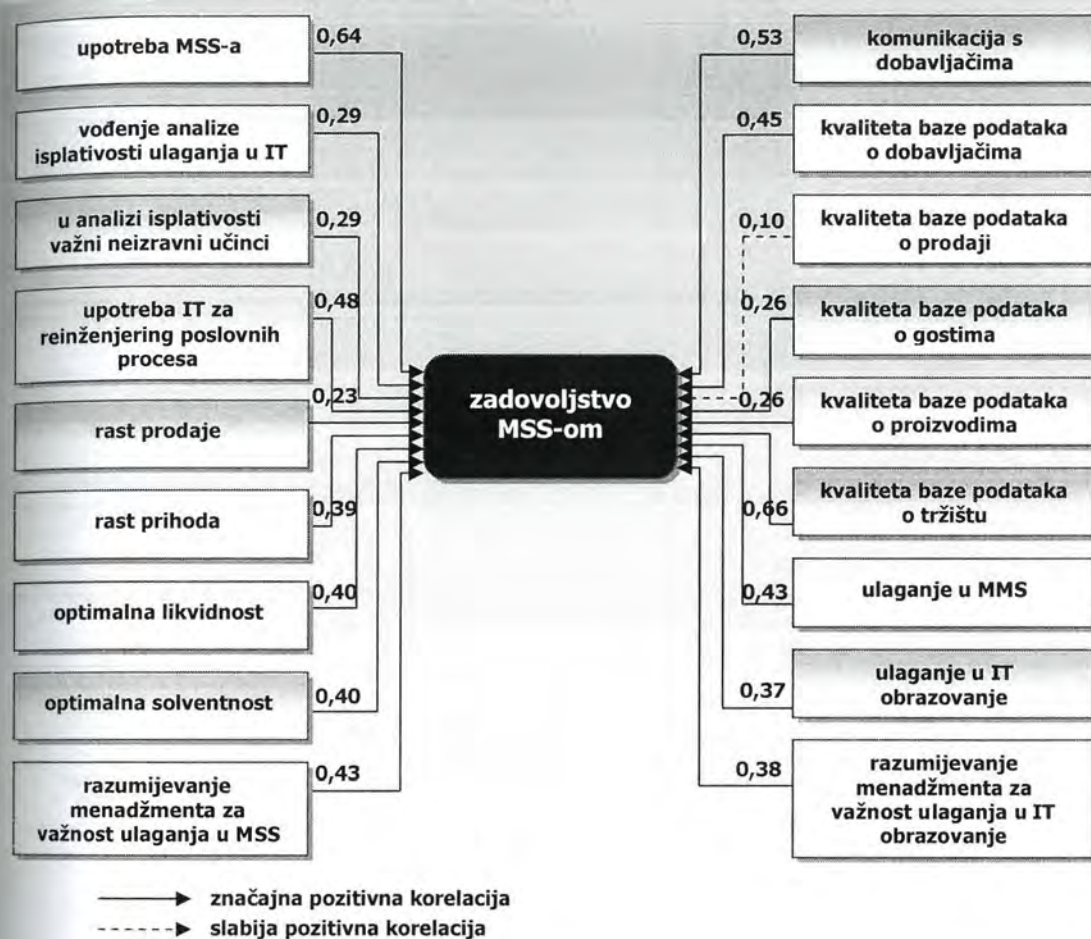 upotreba MSS-a
0,64
vođenje analize
isplativosti ulaganja u IT
0,29
u analizi isplativosti
važni neizravni učinci
0,29
upotreba IT za
reinženjering poslovnih
procesa
0,48
rast prodaje
0,23
rast prihoda
0,39
optimalna likvidnost
0,40
optimalna solventnost
0,40
razumijevanje
menadžmenta za
važnost ulaganja u MSS
0,43
zadovoljstvo
MSS-om
0,53
komunikacija s
dobavljačima
0,45
kvaliteta baze podataka
o dobavljačima
0,10
kvaliteta baze podataka
o prodaji
0,26
kvaliteta baze podataka
o gostima
0,26
kvaliteta baze podataka
o proizvodima
0,66
kvaliteta baze podataka
o tržištu
0,43
ulaganje u MMS
0,37
ulaganje u IT
obrazovanje
0,38
razumijevanje
menadžmenta za
važnost ulaganja u IT
obrazovanje
značajna pozitivna korelacija
slabija pozitivna korelacija